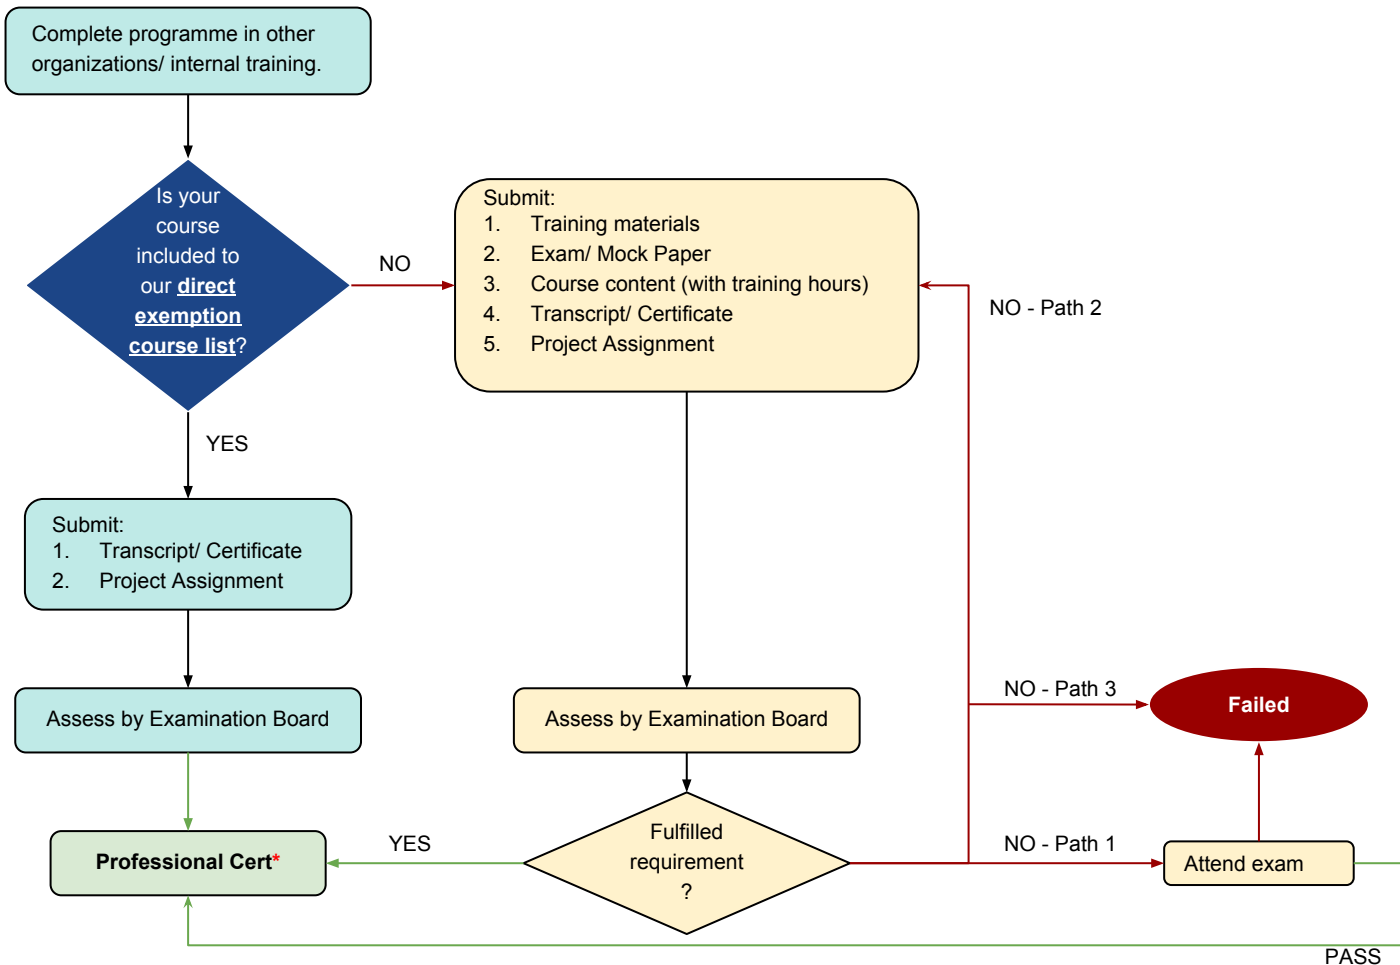 Complete programme in other
organizations/ internal training.
Is your
course
included to
our direct
exemption
course list?
NO
Submit:
1. Training materials
2. Exam/ Mock Paper
3. Course content (with training hours)
4. Transcript/ Certificate
5. Project Assignment
NO - Path 2
YES
Submit:
1. Transcript/ Certificate
2. Project Assignment
Assess by Examination Board
Assess by Examination Board
NO - Path 3
Failed
Professional Cert*
YES
Fulfilled
requirement
?
NO - Path 1
Attend exam
PASS